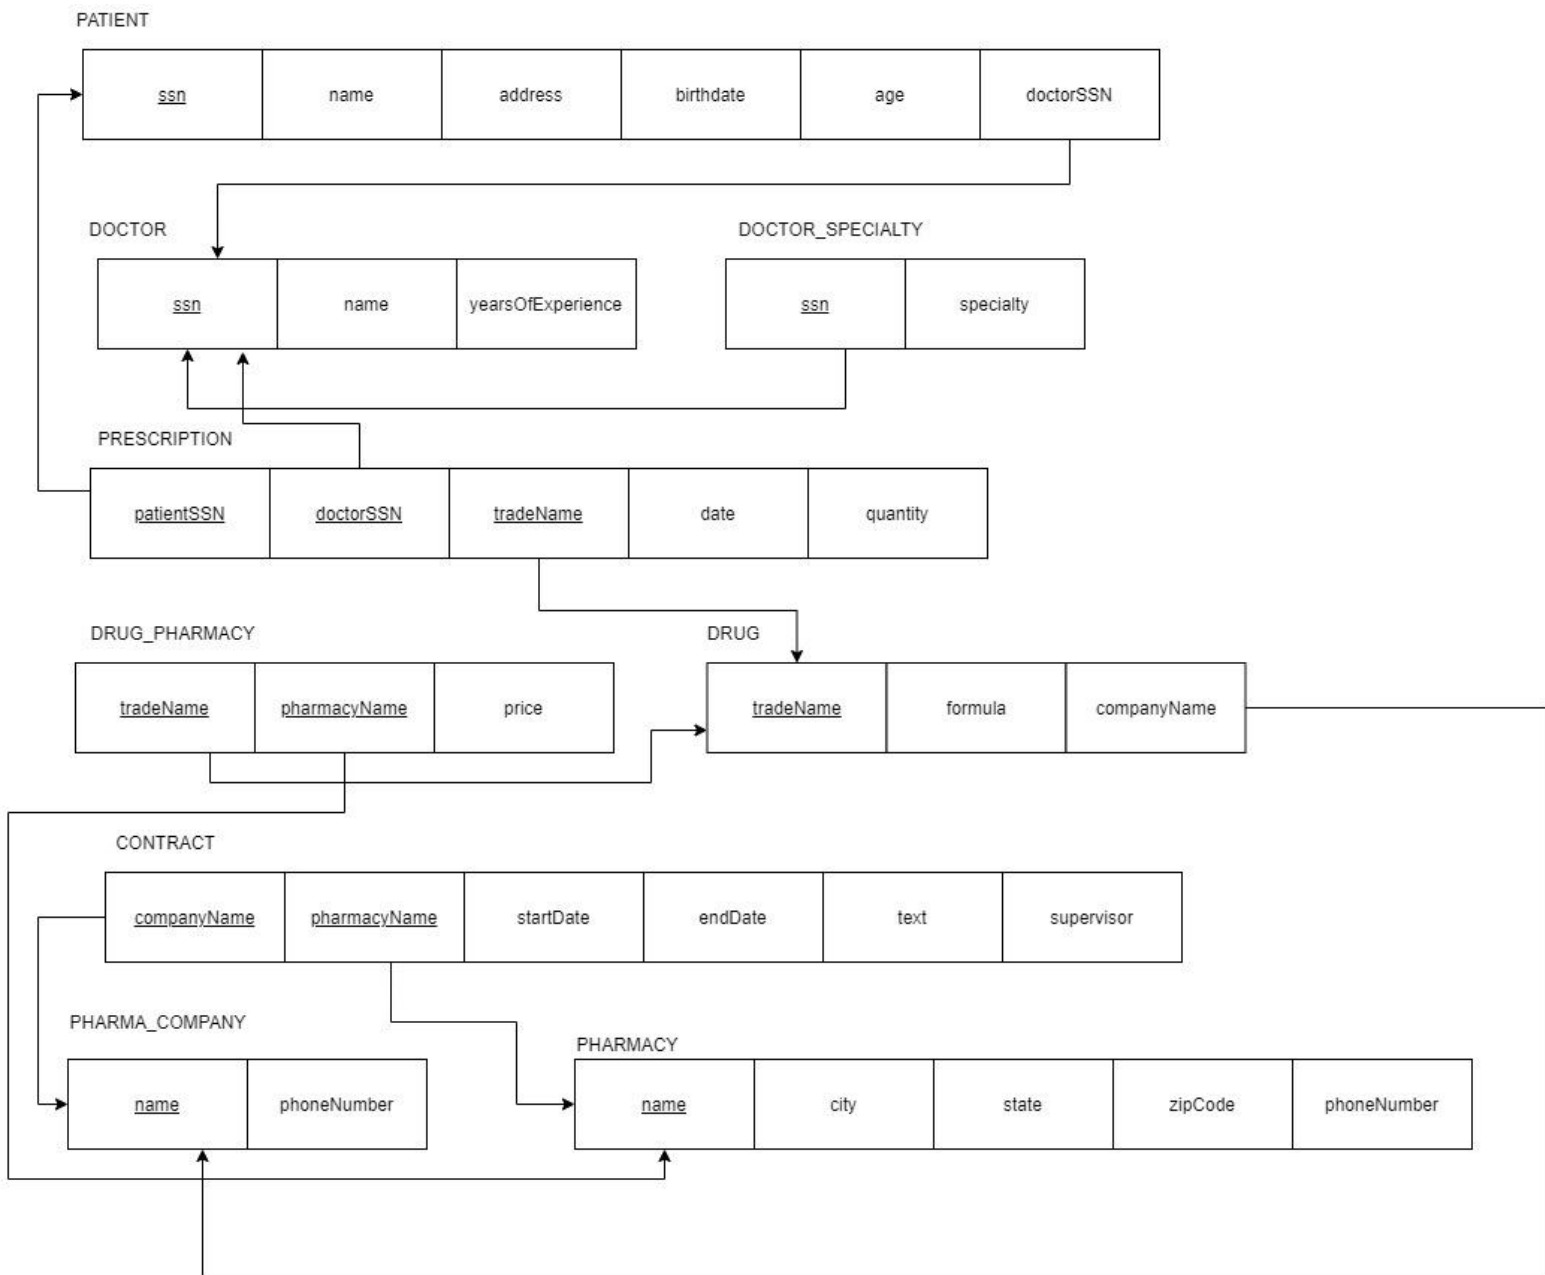 PATIENT
ssn name address birthdate age doctorSSN
DOCTOR DOCTOR_SPECIALTY
ssn name yearsOfExperience ssn specialty
PRESCRIPTION
patientSSN doctorSSN tradeName date quantity
DRUG_PHARMACY DRUG
tradeName pharmacyName price tradeName formula companyName
CONTRACT
companyName pharmacyName startDate endDate text supervisor
PHARMA_COMPANY
PHARMACY
name phoneNumber name city state zipCode phoneNumber